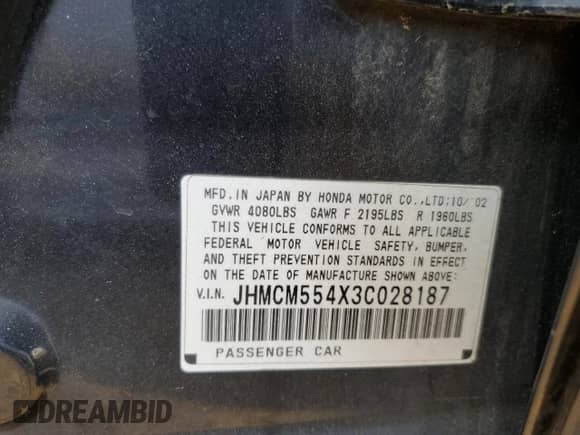 MFD.IN JAPAN BY HONDA MOTOR CO.,LTD:10/'02
GVWR 4080LBS GAWR F 2195LBS R 1960LBS
THIS VEHICLE CONFORMS TO ALL APPLICABLE
FEDERAL MOTOR VEHICLE SAFETY, BUMPER,
AND THEFT PREVENTION STANDARDS IN EFFECT
ON THE DATE OF MANUFACTURE SHOWN ABOVE:
V.I.N. JHMCM554X3C028187
PASSENGER CAR
DREAMBID